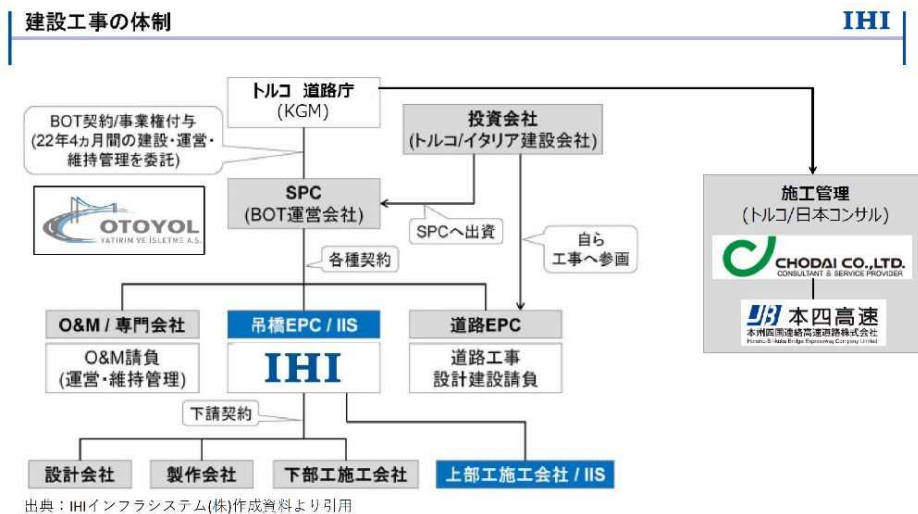 建設工事の体制
IHI
トルコ 道路庁
(KGM)
BOT契約/事業権付与
(22年4ヵ月間の建設・運営・
維持管理を委託)
投資会社
(トルコ/イタリア建設会社)
OTOYOL
YATIRIM VE İŞLETME A.Ş.
SPC
(BOT運営会社)
SPCへ出資
自ら
工事へ参画
施工管理
(トルコ/日本コンサル)
CHODAI CO.,LTD.
CONSULTANT & SERVICE PROVIDER
JB 本四高速
本州四国連絡高速道路株式会社
Honshu-Shikoku Bridge Expressway Company Limited
各種契約
O&M / 専門会社
O&M請負
(運営・維持管理)
吊橋EPC / IIS
IHI
道路EPC
道路工事
設計建設請負
下請契約
設計会社
製作会社
下部工施工会社
上部工施工会社 / IIS
出典：IHIインフラシステム(株)作成資料より引用